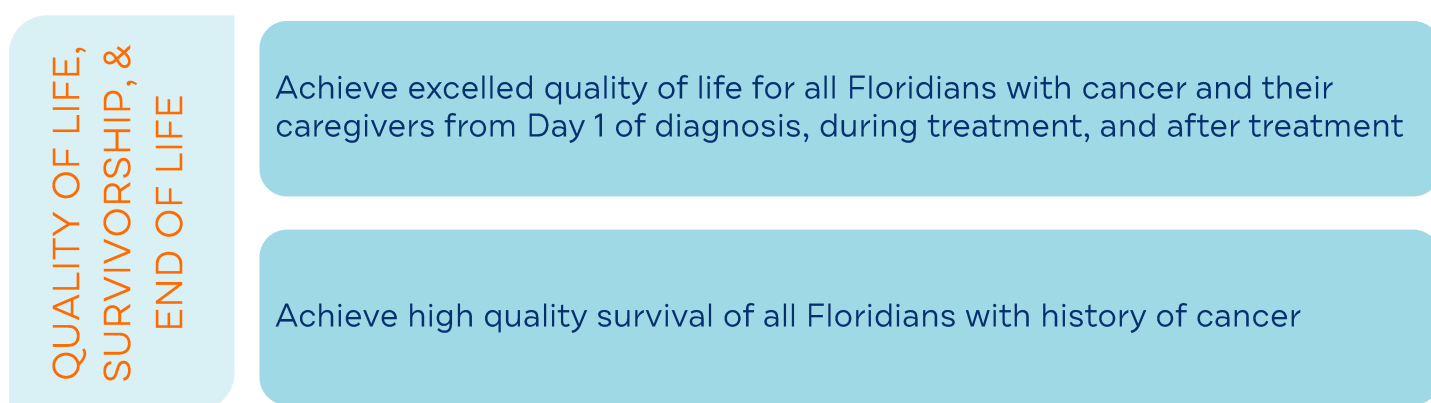 QUALITY OF LIFE,
SURVIVORSHIP, &
END OF LIFE
Achieve excelled quality of life for all Floridians with cancer and their
caregivers from Day 1 of diagnosis, during treatment, and after treatment
Achieve high quality survival of all Floridians with history of cancer